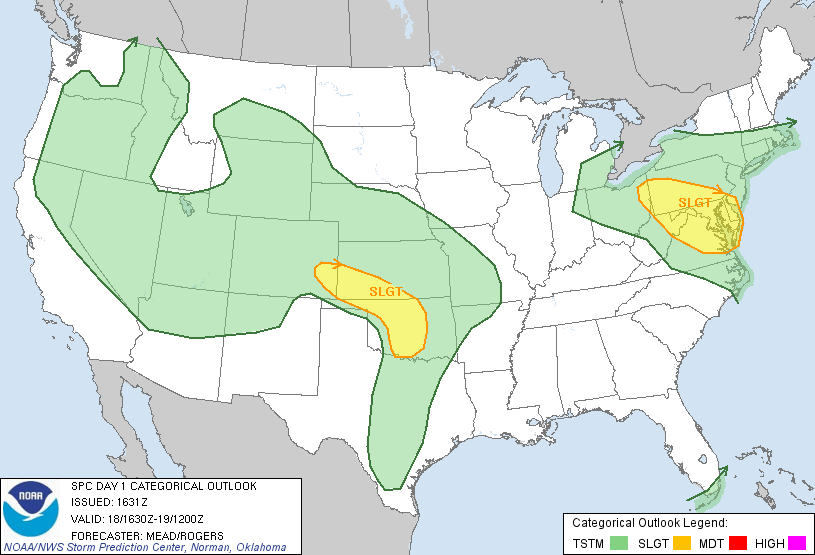 SLGT
SLGT
NOAA
SPC DAY 1 CATEGORICAL OUTLOOK
ISSUED: 1631Z
VALID: 18/1630Z-19/1200Z
FORECASTER: MEAD/ROGERS
NOAA/NWS Storm Prediction Center, Norman, Oklahoma
Categorical Outlook Legend:
TSTM SLGT MDT HIGH